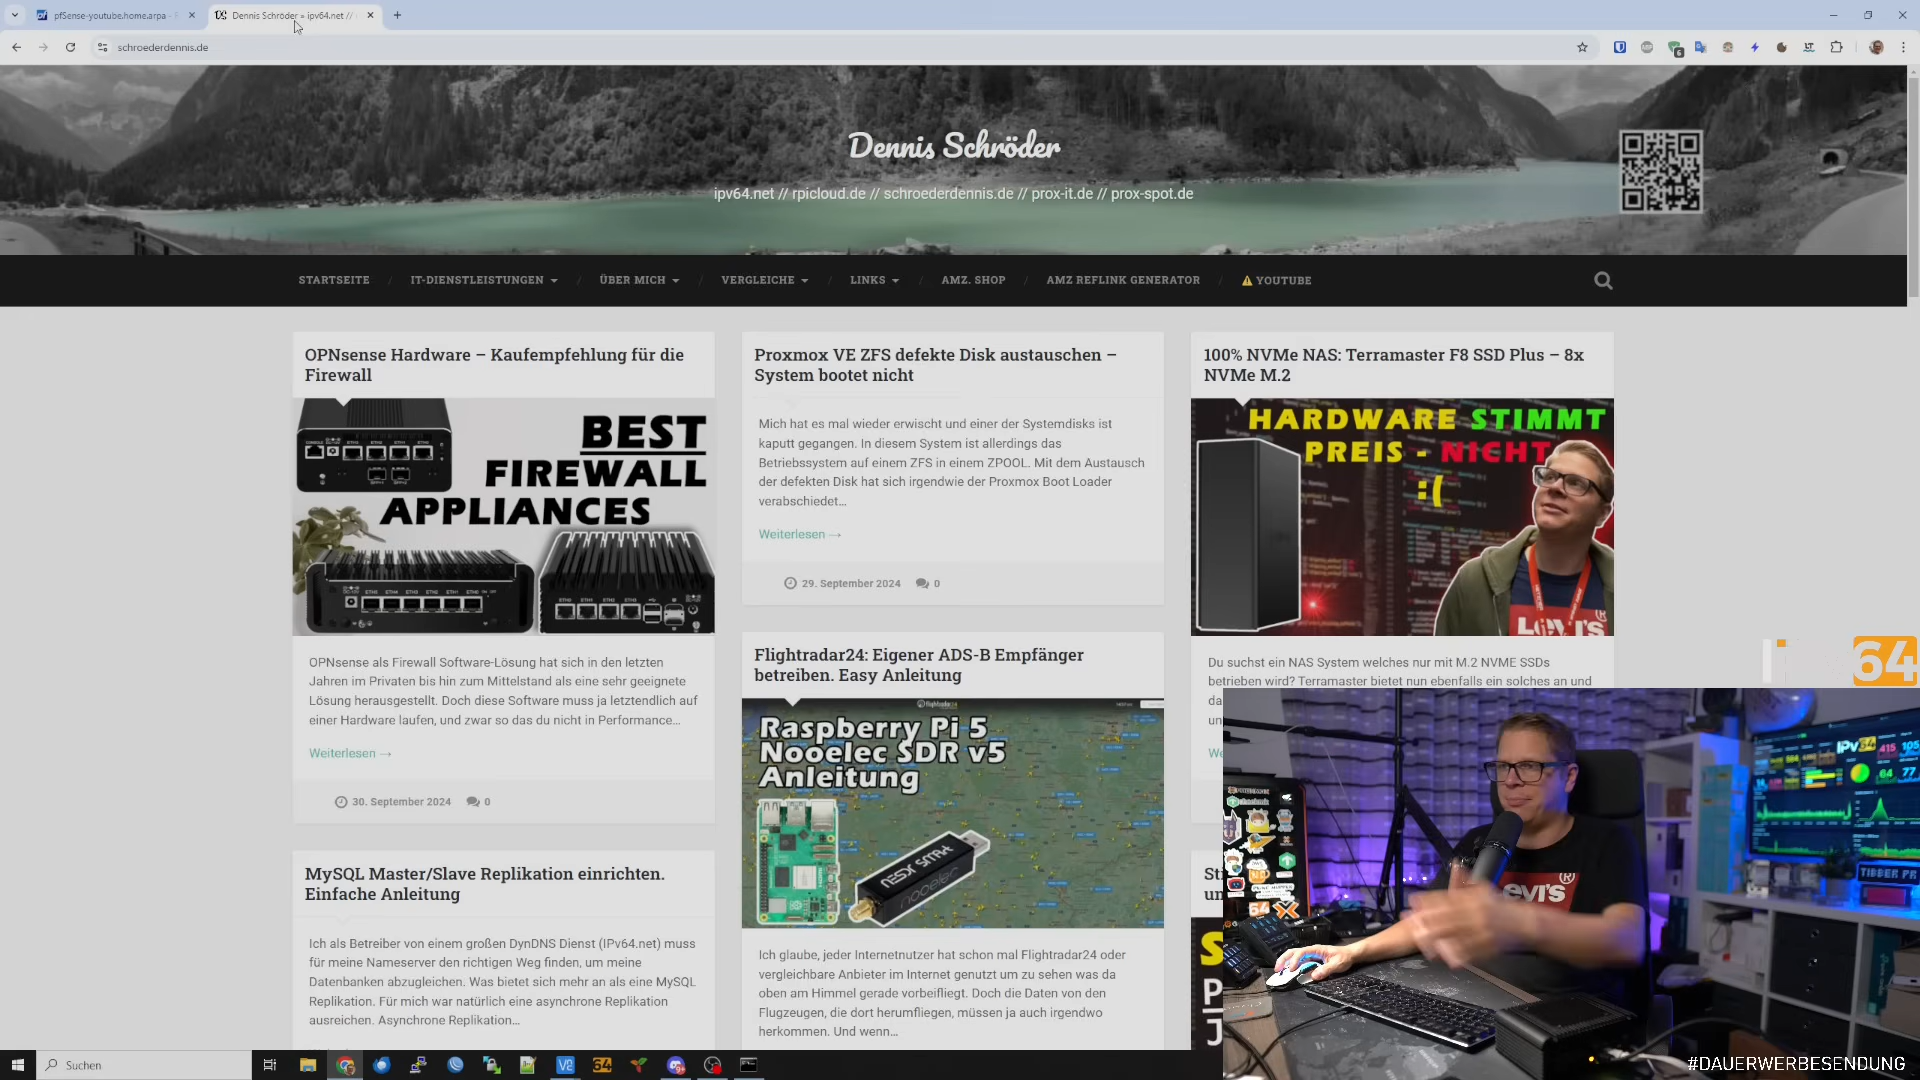 pfSense-youtube.home.arpa -
Dennis Schröder » ipv64.net //
schroederdennis.de
Dennis Schröder
ipv64.net // rpicloud.de // schroederdennis.de // prox-it.de // prox-spot.de
STARTSEITE / IT-DIENSTLEISTUNGEN / ÜBER MICH / VERGLEICHE / LINKS / AMZ. SHOP / AMZ REFLINK GENERATOR / YOUTUBE
OPNsense Hardware – Kaufempfehlung für die
Firewall
BEST
FIREWALL
APPLIANCES
OPNsense als Firewall Software-Lösung hat sich in den letzten
Jahren im Privaten bis hin zum Mittelstand als eine sehr geeignete
Lösung herausgestellt. Doch diese Software muss ja letztendlich auf
einer Hardware laufen, und zwar so das du nicht in Performance...
Weiterlesen →
30. September 2024 0
MySQL Master/Slave Replikation einrichten.
Einfache Anleitung
Ich als Betreiber von einem großen DynDNS Dienst (IPv64.net) muss
für meine Nameserver den richtigen Weg finden, um meine
Datenbanken abzugleichen. Was bietet sich mehr an als eine MySQL
Replikation. Für mich war natürlich eine asynchrone Replikation
ausreichen. Asynchrone Replikation...
Proxmox VE ZFS defekte Disk austauschen –
System bootet nicht
Mich hat es mal wieder erwischt und einer der Systemdisks ist
kaputt gegangen. In diesem System ist allerdings das
Betriebssystem auf einem ZFS in einem ZPOOL. Mit dem Austausch
der defekten Disk hat sich irgendwie der Proxmox Boot Loader
verabschiedet...
Weiterlesen →
29. September 2024 0
Flightradar24: Eigener ADS-B Empfänger
betreiben. Easy Anleitung
flightradar24
Raspberry Pi 5
Nooelec SDR v5
Anleitung
NESDR SMArt
nooelec
Ich glaube, jeder Internetnutzer hat schon mal Flightradar24 oder
vergleichbare Anbieter im Internet genutzt um zu sehen was da
oben am Himmel gerade vorbeifliegt. Doch die Daten von den
Flugzeugen, die dort herumfliegen, müssen ja auch irgendwo
herkommen. Und wenn...
100% NVMe NAS: Terramaster F8 SSD Plus – 8x
NVMe M.2
HARDWARE STIMMT
PREIS - NICHT
:(
LEVI'S
Du suchst ein NAS System welches nur mit M.2 NVME SSDs
betrieben wird? Terramaster bietet nun ebenfalls ein solches an und
64
IPv64
415
105
64
77
LEVI'S
Suchen
#DAUERWERBESENDUNG